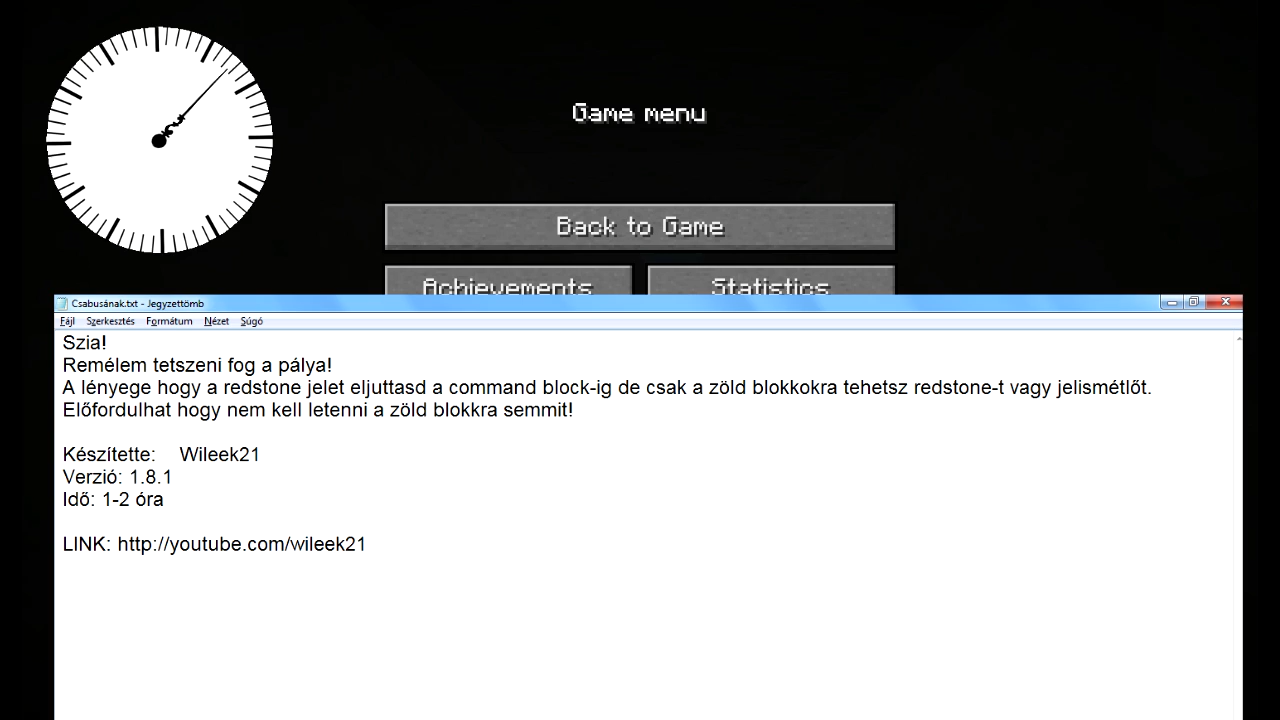 Game menu
Back to Game
Achievements Statistics
Csabusának.txt - Jegyzettömb
Fájl Szerkesztés Formátum Nézet Súgó
Szia!
Remélem tetszeni fog a pálya!
A lényege hogy a redstone jelet eljuttasd a command block-ig de csak a zöld blokkokra tehetsz redstone-t vagy jelismétlőt.
Előfordulhat hogy nem kell letenni a zöld blokkra semmit!
Készítette: Wileek21
Verzió: 1.8.1
Idő: 1-2 óra
LINK: http://youtube.com/wileek21